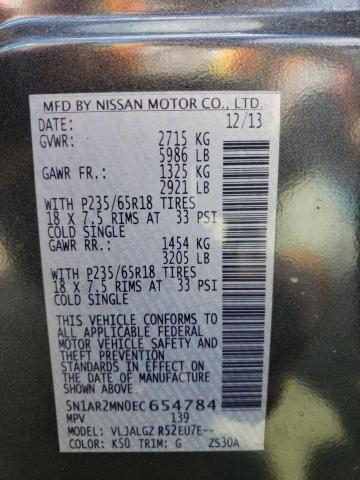 MFD BY NISSAN MOTOR CO., LTD.
DATE: 12/13
GVWR: 2715 KG
5986 LB
GAWR FR.: 1325 KG
2921 LB
WITH P235/65R18 TIRES
18 X 7.5 RIMS AT 33 PSI
COLD SINGLE
GAWR RR.: 1454 KG
3205 LB
WITH P235/65R18 TIRES
18 X 7.5 RIMS AT 33 PSI
COLD SINGLE
THIS VEHICLE CONFORMS TO
ALL APPLICABLE FEDERAL
MOTOR VEHICLE SAFETY AND
THEFT PREVENTION
STANDARDS IN EFFECT ON
THE DATE OF MANUFACTURE
SHOWN ABOVE.
5N1AR2MN0EC654784
MPV 139
MODEL: VLJALGZ R52EU7E--
COLOR: K50 TRIM: G ZS30A